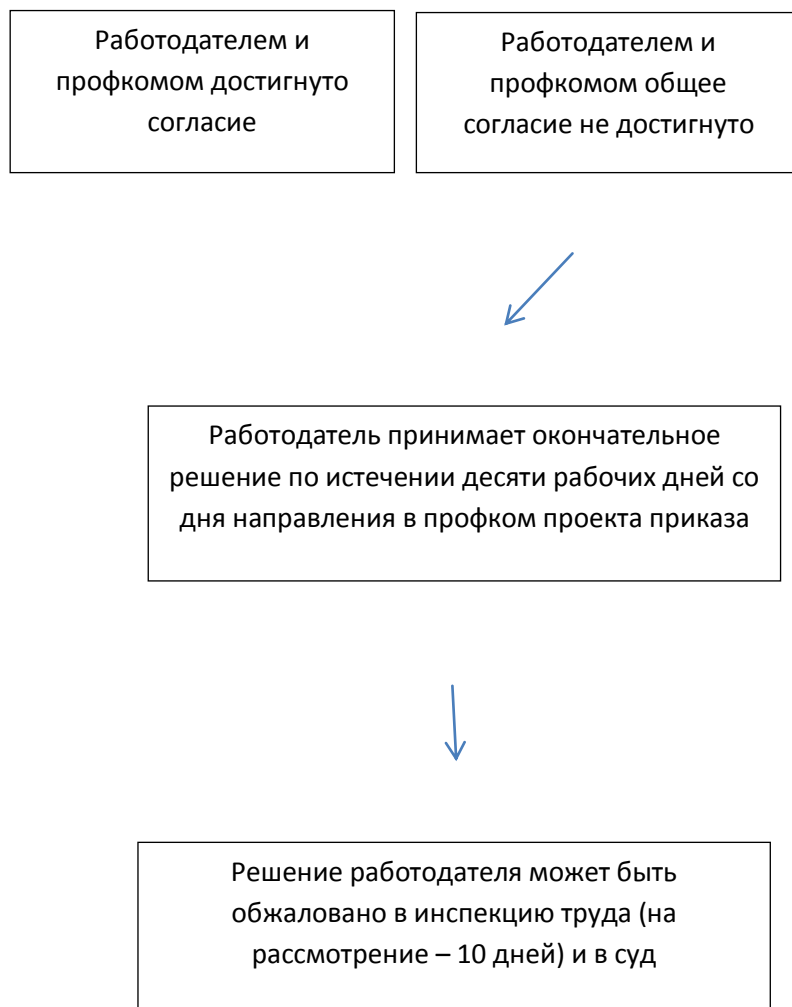 Работодателем и
профкомом достигнуто
согласие
Работодателем и
профкомом общее
согласие не достигнуто
Работодатель принимает окончательное
решение по истечении десяти рабочих дней со
дня направления в профком проекта приказа
Решение работодателя может быть
обжаловано в инспекцию труда (на
рассмотрение – 10 дней) и в суд